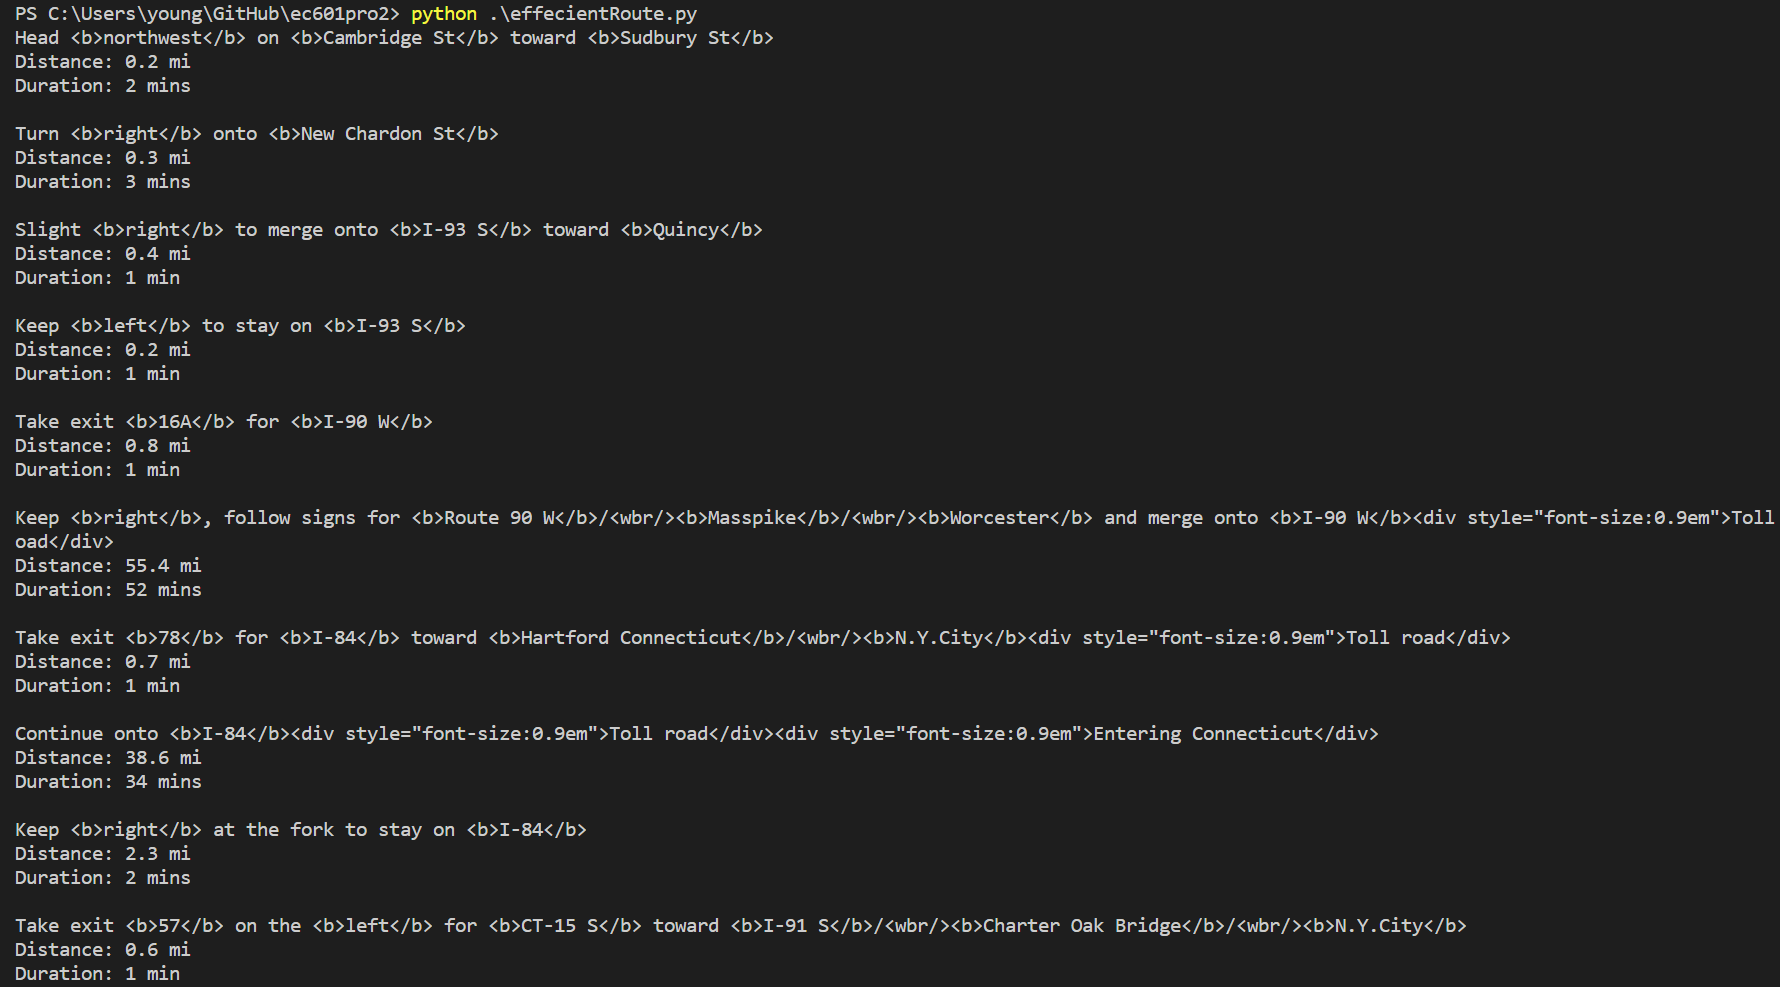 PS C:\Users\young\GitHub\ec601pro2> python .\effecientRoute.py
Head <b>northwest</b> on <b>Cambridge St</b> toward <b>Sudbury St</b>
Distance: 0.2 mi
Duration: 2 mins

Turn <b>right</b> onto <b>New Chardon St</b>
Distance: 0.3 mi
Duration: 3 mins

Slight <b>right</b> to merge onto <b>I-93 S</b> toward <b>Quincy</b>
Distance: 0.4 mi
Duration: 1 min

Keep <b>left</b> to stay on <b>I-93 S</b>
Distance: 0.2 mi
Duration: 1 min

Take exit <b>16A</b> for <b>I-90 W</b>
Distance: 0.8 mi
Duration: 1 min

Keep <b>right</b>, follow signs for <b>Route 90 W</b>/<wbr/><b>Masspike</b>/<wbr/><b>Worcester</b> and merge onto <b>I-90 W</b><div style="font-size:0.9em">Toll
oad</div>
Distance: 55.4 mi
Duration: 52 mins

Take exit <b>78</b> for <b>I-84</b> toward <b>Hartford Connecticut</b>/<wbr/><b>N.Y.City</b><div style="font-size:0.9em">Toll road</div>
Distance: 0.7 mi
Duration: 1 min

Continue onto <b>I-84</b><div style="font-size:0.9em">Toll road</div><div style="font-size:0.9em">Entering Connecticut</div>
Distance: 38.6 mi
Duration: 34 mins

Keep <b>right</b> at the fork to stay on <b>I-84</b>
Distance: 2.3 mi
Duration: 2 mins

Take exit <b>57</b> on the <b>left</b> for <b>CT-15 S</b> toward <b>I-91 S</b>/<wbr/><b>Charter Oak Bridge</b>/<wbr/><b>N.Y.City</b>
Distance: 0.6 mi
Duration: 1 min